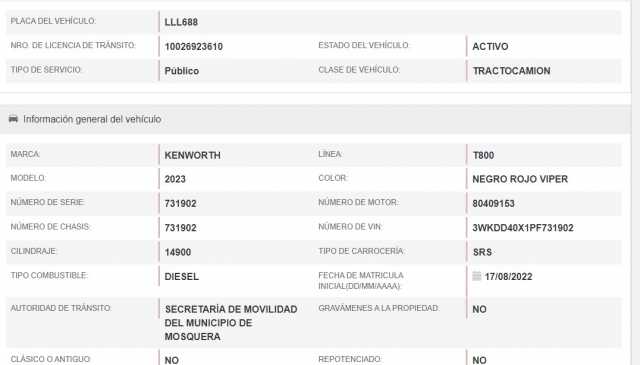 PLACA DEL VEHÍCULO: LLL688
NRO. DE LICENCIA DE TRÁNSITO: 10026923610 ESTADO DEL VEHÍCULO: ACTIVO
TIPO DE SERVICIO: Público CLASE DE VEHÍCULO: TRACTOCAMION
Información general del vehículo
MARCA: KENWORTH LÍNEA: T800
MODELO: 2023 COLOR: NEGRO ROJO VIPER
NÚMERO DE SERIE: 731902 NÚMERO DE MOTOR: 80409153
NÚMERO DE CHASIS: 731902 NÚMERO DE VIN: 3WKDD40X1PF731902
CILINDRAJE: 14900 TIPO DE CARROCERÍA: SRS
TIPO COMBUSTIBLE: DIESEL FECHA DE MATRICULA INICIAL(DD/MM/AAAA): 17/08/2022
AUTORIDAD DE TRÁNSITO: SECRETARÍA DE MOVILIDAD DEL MUNICIPIO DE MOSQUERA GRAVÁMENES A LA PROPIEDAD: NO
CLÁSICO O ANTIGUO: NO REPOTENCIADO: NO